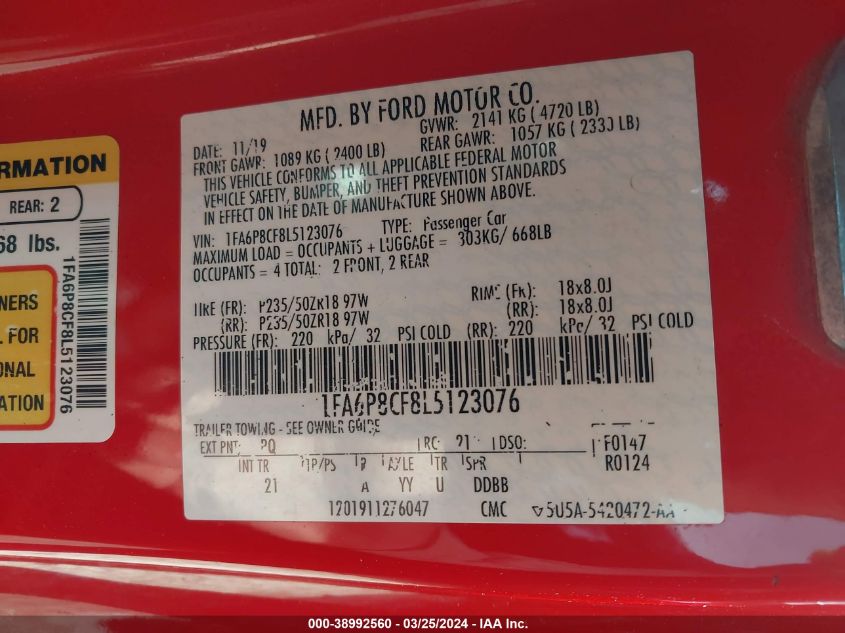 MFD. BY FORD MOTOR CO.
DATE: 11/19 GVWR: 2141 KG ( 4720 LB)
FRONT GAWR: 1089 KG ( 2400 LB) REAR GAWR: 1057 KG ( 2330 LB)
THIS VEHICLE CONFORMS TO ALL APPLICABLE FEDERAL MOTOR
VEHICLE SAFETY, BUMPER, AND THEFT PREVENTION STANDARDS
IN EFFECT ON THE DATE OF MANUFACTURE SHOWN ABOVE.
VIN: 1FA6P8CF8L5123076 TYPE: Passenger Car
MAXIMUM LOAD = OCCUPANTS + LUGGAGE = 303KG/ 668LB
OCCUPANTS = 4 TOTAL: 2 FRONT, 2 REAR
TIRE (FR): P235/50ZR18 97W RIMS (FR): 18x8.0J
(RR): P235/50ZR18 97W (RR): 18x8.0J
PRESSURE (FR): 220 kPa/ 32 PSI COLD (RR): 220 kPa/ 32 PSI COLD
1FA6P8CF8L5123076
TRAILER TOWING - SEE OWNER GUIDE
EXT PNT: PQ RC: 21 DSO: F0147
INT TR TP/PS R AXLE TR SPR R0124
21 A YY U DDBB
1201911276047 CMC 5U5A-5420472-AA
RMATION
REAR: 2
68 lbs.
NERS
L FOR
ONAL
ATION
1FA6P8CF8L5123076
000-38992560 - 03/25/2024 - IAA Inc.